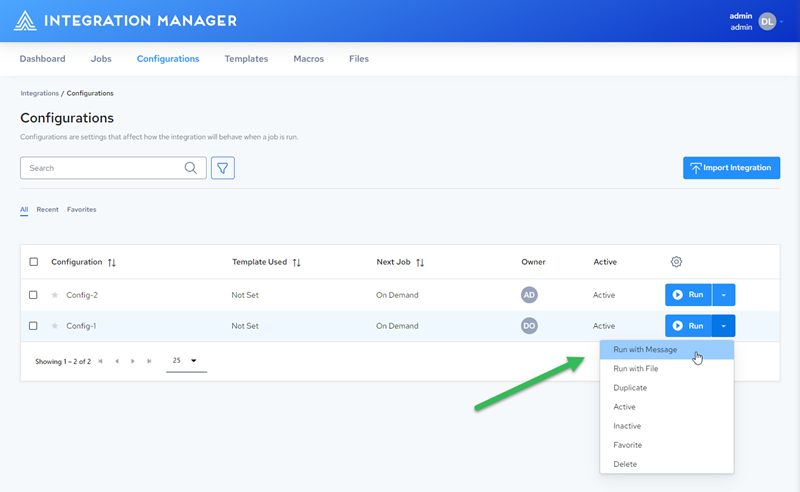 INTEGRATION MANAGER
admin
admin
DL
Dashboard Jobs Configurations Templates Macros Files
Integrations / Configurations
Configurations
Configurations are settings that affect how the integration will behave when a job is run.
Search
Import Integration
All Recent Favorites
Configuration Template Used Next Job Owner Active
Config-2 Not Set On Demand AD Active Run
Config-1 Not Set On Demand DO Active Run
Showing 1 – 2 of 2 25
Run with Message
Run with File
Duplicate
Active
Inactive
Favorite
Delete